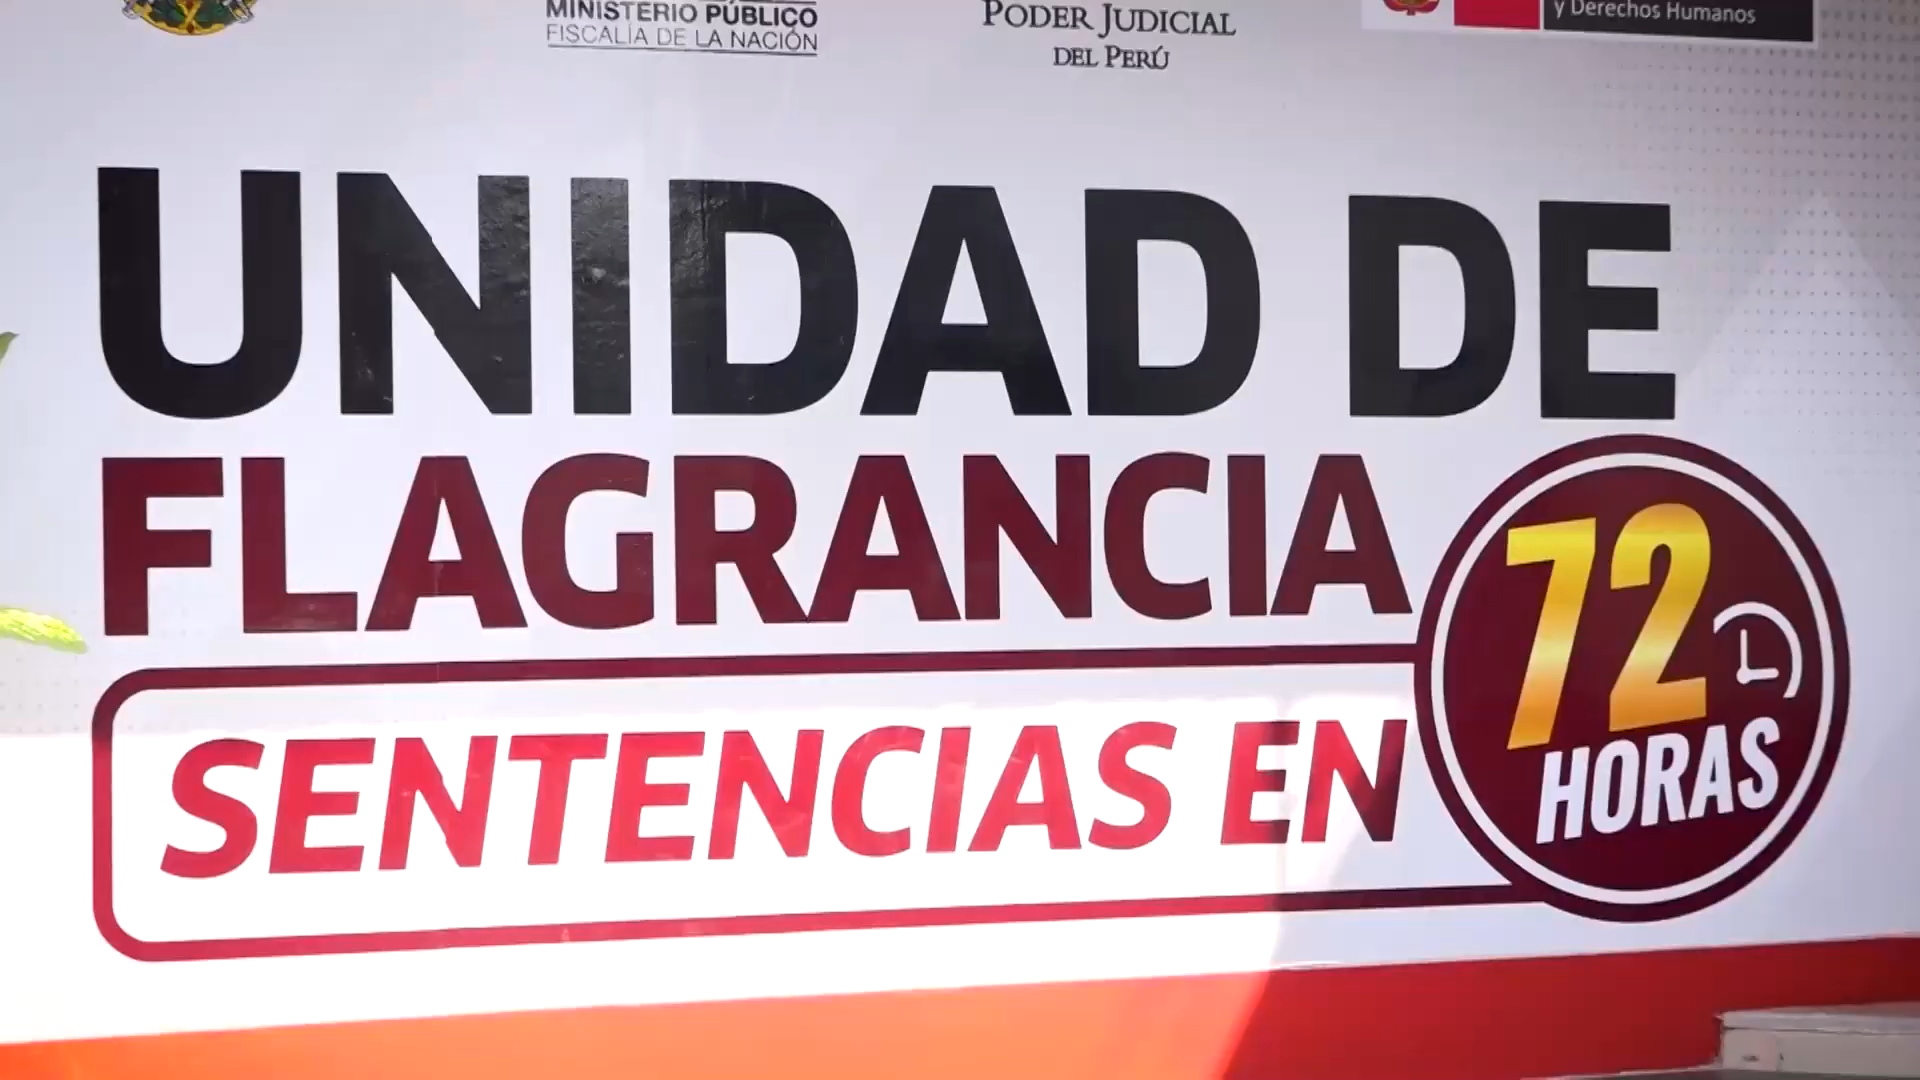 MINISTERIO PÚBLICO
FISCALÍA DE LA NACIÓN
PODER JUDICIAL
DEL PERÚ
y Derechos Humanos
UNIDAD DE
FLAGRANCIA
SENTENCIAS EN
72
HORAS